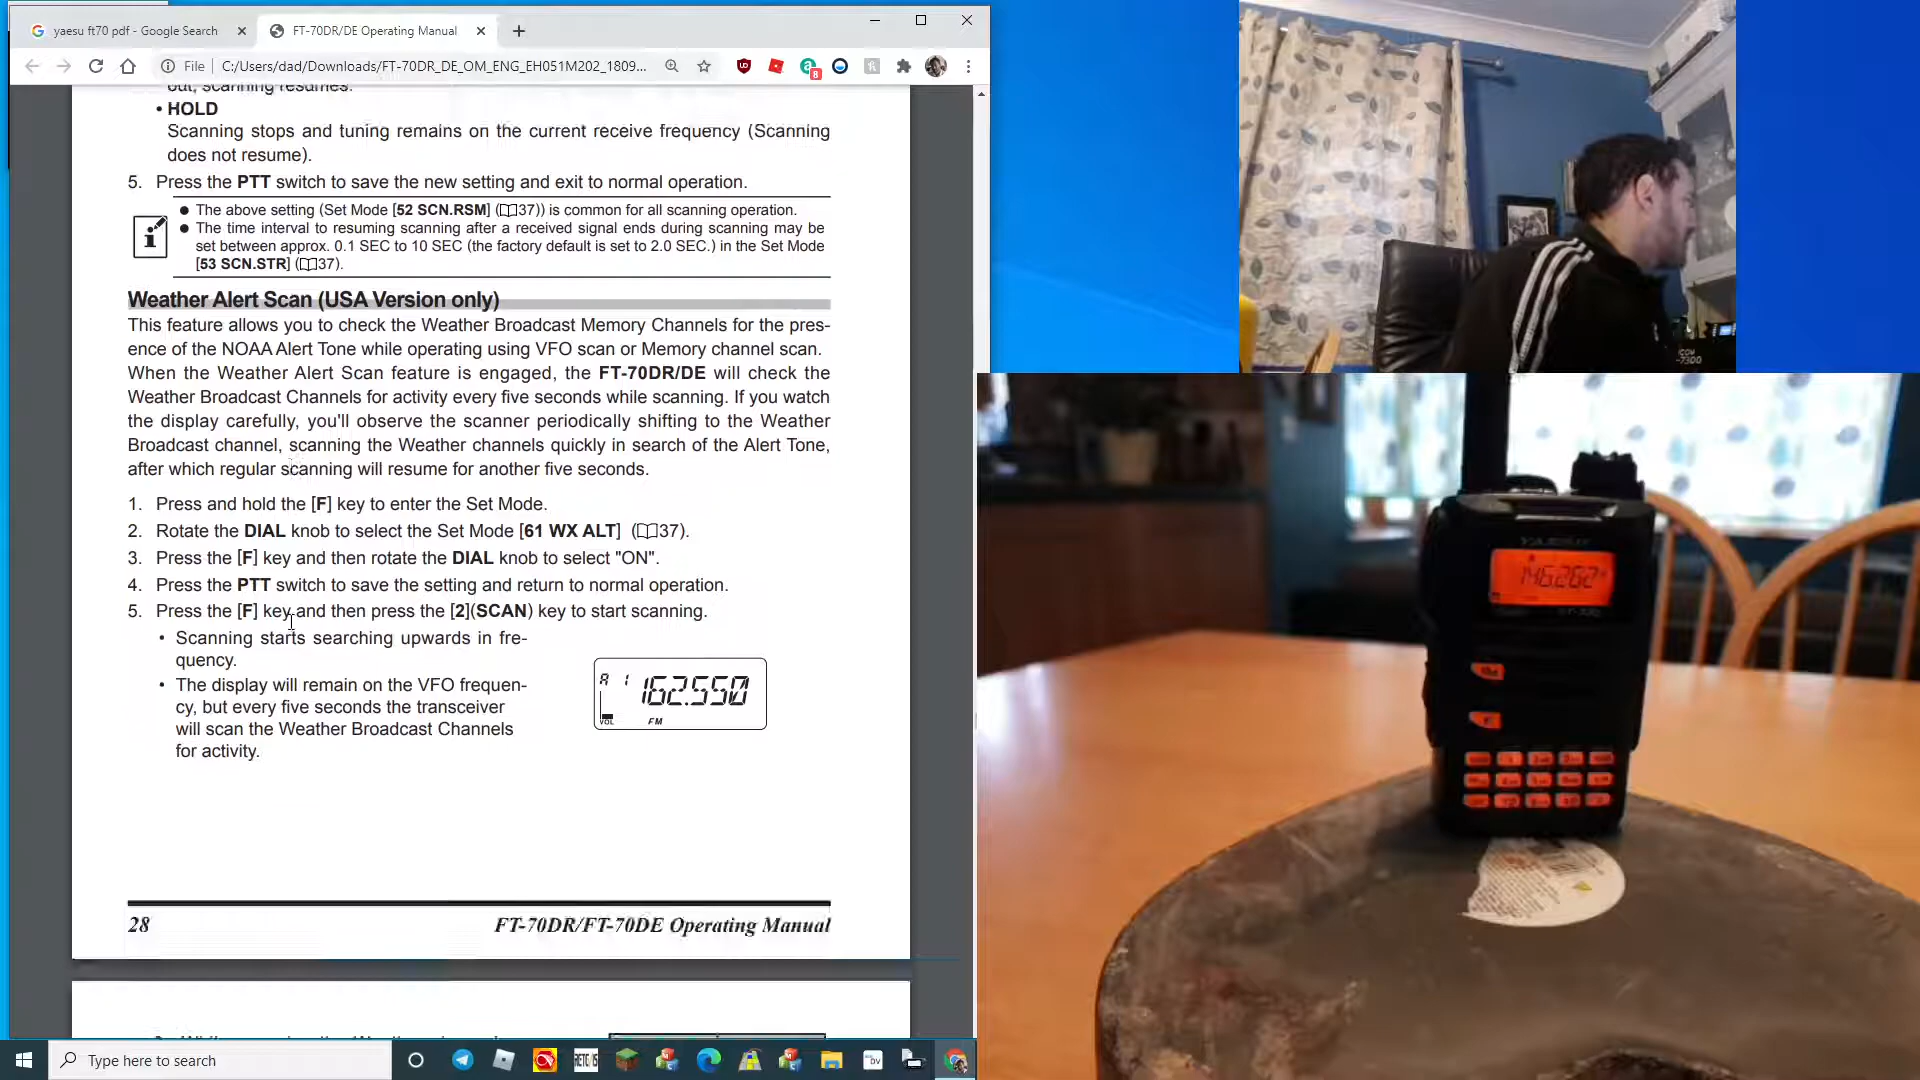 yaesu ft70 pdf - Google Search
FT-70DR/DE Operating Manual
File
C:/Users/dad/Downloads/FT-70DR_DE_OM_ENG_EH051M202_1809...
8
out, scanning resumes.
• HOLD
Scanning stops and tuning remains on the current receive frequency (Scanning
does not resume).
5. Press the PTT switch to save the new setting and exit to normal operation.
● The above setting (Set Mode [52 SCN.RSM] (37)) is common for all scanning operation.
● The time interval to resuming scanning after a received signal ends during scanning may be
set between approx. 0.1 SEC to 10 SEC (the factory default is set to 2.0 SEC.) in the Set Mode
[53 SCN.STR] (37).
Weather Alert Scan (USA Version only)
This feature allows you to check the Weather Broadcast Memory Channels for the pres-
ence of the NOAA Alert Tone while operating using VFO scan or Memory channel scan.
When the Weather Alert Scan feature is engaged, the FT-70DR/DE will check the
Weather Broadcast Channels for activity every five seconds while scanning. If you watch
the display carefully, you'll observe the scanner periodically shifting to the Weather
Broadcast channel, scanning the Weather channels quickly in search of the Alert Tone,
after which regular scanning will resume for another five seconds.
1. Press and hold the [F] key to enter the Set Mode.
2. Rotate the DIAL knob to select the Set Mode [61 WX ALT] (37).
3. Press the [F] key and then rotate the DIAL knob to select "ON".
4. Press the PTT switch to save the setting and return to normal operation.
5. Press the [F] key and then press the [2](SCAN) key to start scanning.
• Scanning starts searching upwards in fre-
quency.
• The display will remain on the VFO frequen-
cy, but every five seconds the transceiver
will scan the Weather Broadcast Channels
for activity.
A 1 162.550
VOL FM
28 FT-70DR/FT-70DE Operating Manual
Type here to search
DV
ICOM
-7300
YAESU
146.262